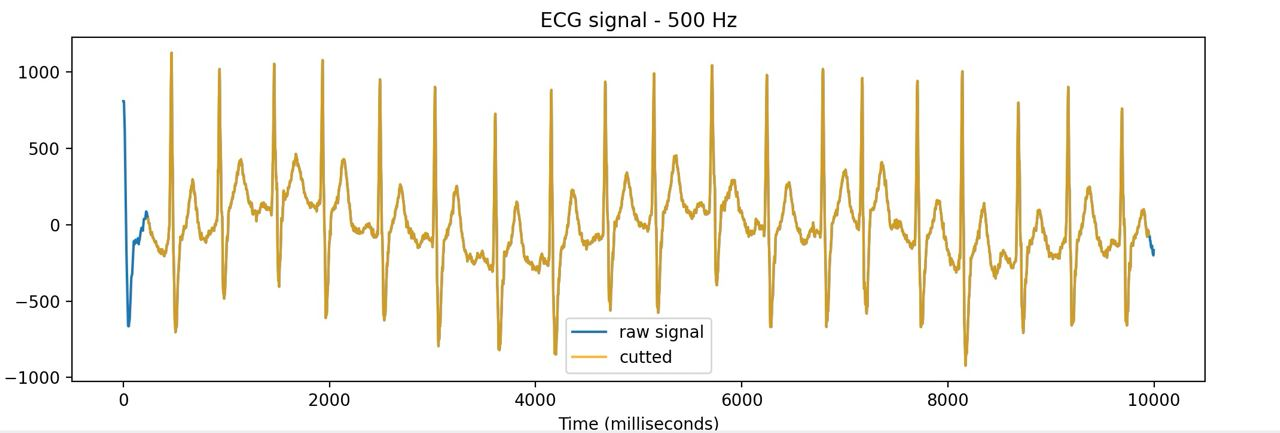 ECG signal - 500 Hz
1000
500
0
−500
−1000
raw signal
cutted
0 2000 4000 6000 8000 10000
Time (milliseconds)